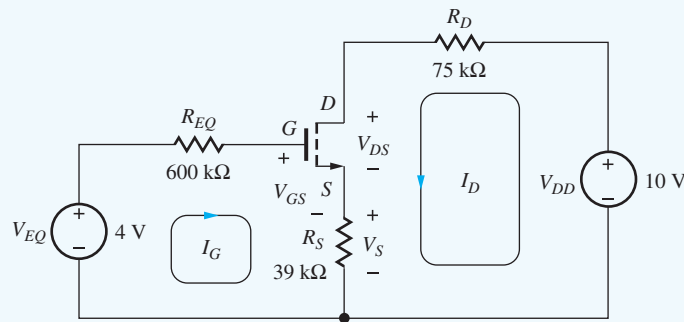 R_D
75 kΩ
D
+
R_EQ
G
+
V_DS
−
600 kΩ
V_GS
S
−
I_D
V_DD
+
−
10 V
V_EQ
+
−
4 V
I_G
R_S
39 kΩ
+
V_S
−